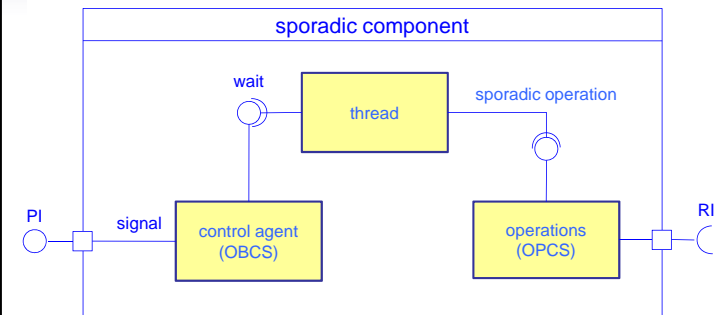 sporadic component
wait
thread
sporadic operation
PI
signal
control agent
(OBCS)
operations
(OPCS)
RI